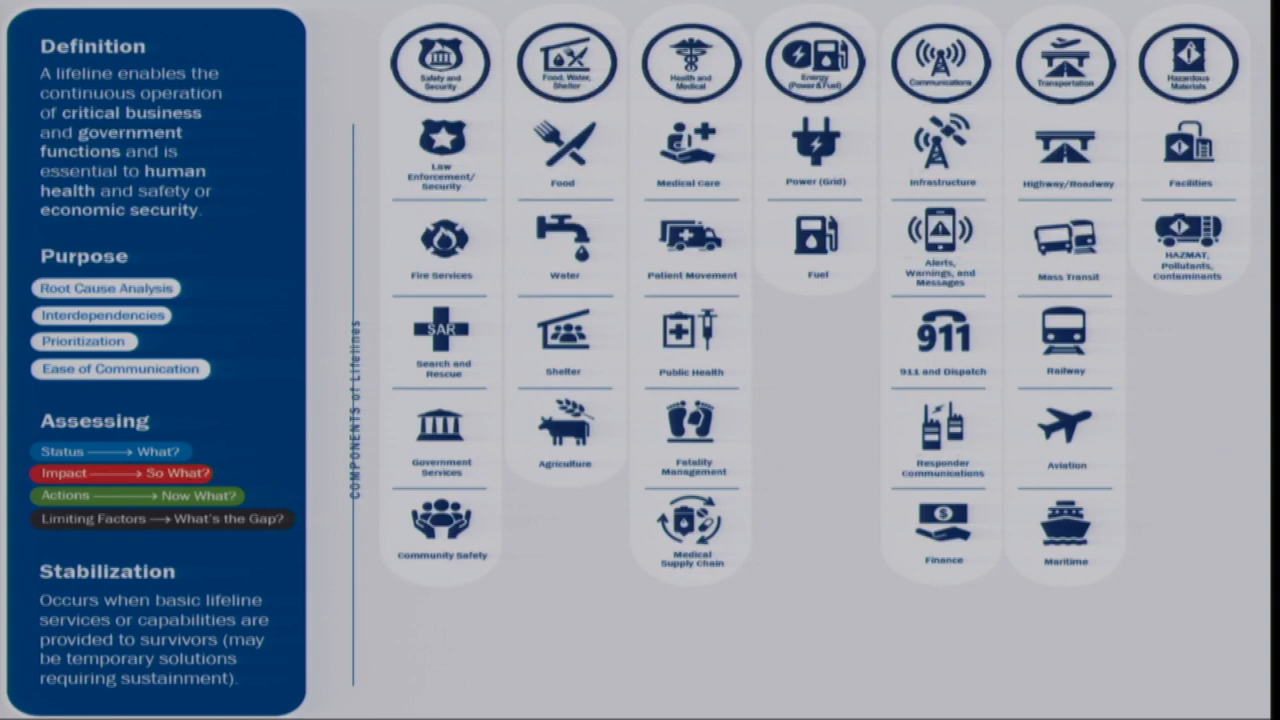 Definition
A lifeline enables the
continuous operation
of critical business
and government
functions and is
essential to human
health and safety or
economic security.
Purpose
Root Cause Analysis
Interdependencies
Prioritization
Ease of Communication
Assessing
Status → What?
Impact → So What?
Actions → Now What?
Limiting Factors → What's the Gap?
Stabilization
Occurs when basic lifeline
services or capabilities are
provided to survivors (may
be temporary solutions
requiring sustainment).
COMPONENTS of Lifelines
Safety and
Security
Law
Enforcement/
Security
Fire Services
SAR
Search and
Rescue
Government
Services
Community Safety
Food, Water,
Shelter
Food
Water
Shelter
Agriculture
Health and
Medical
Medical Care
Patient Movement
Public Health
Fatality
Management
Medical
Supply Chain
Energy
(Power & Fuel)
Power (Grid)
Fuel
Communications
Infrastructure
Alerts,
Warnings, and
Messages
911
911 and Dispatch
Responder
Communications
$
Finance
Transportation
Highway/Roadway
Mass Transit
Railway
Aviation
Maritime
Hazardous
Materials
Facilities
HAZMAT,
Pollutants,
Contaminants